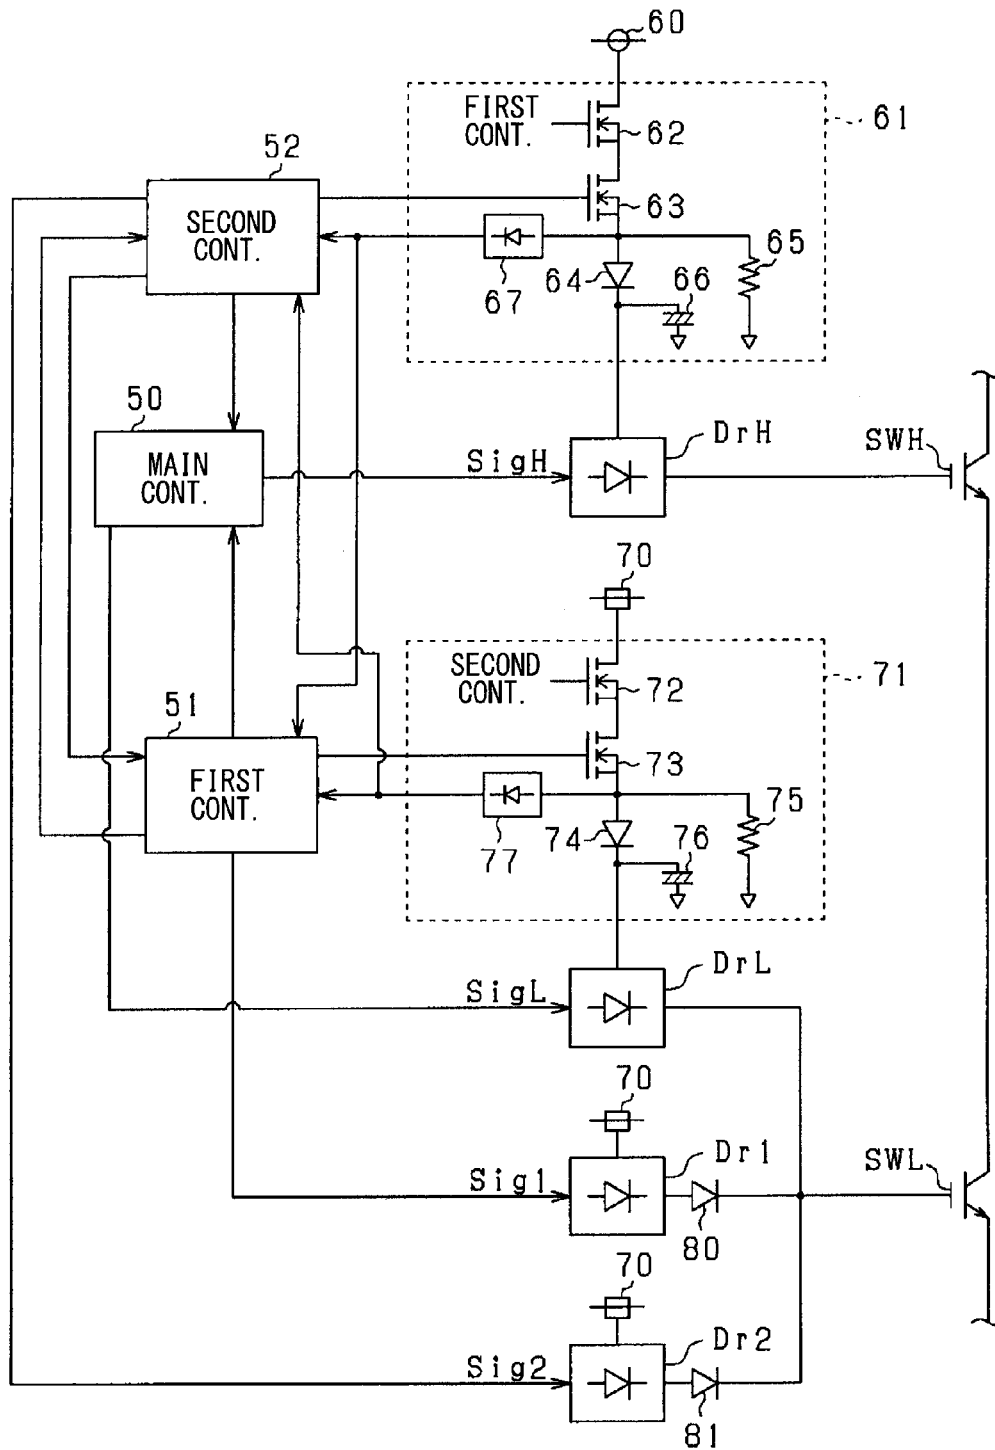 60
FIRST
CONT.
62
61
52
SECOND
CONT.
63
67
64
66
65
50
MAIN
CONT.
SigH
DrH
SWH
70
SECOND
CONT.
72
71
51
FIRST
CONT.
73
77
74
76
75
SigL
DrL
70
Sig1
Dr1
80
SWL
70
Sig2
Dr2
81